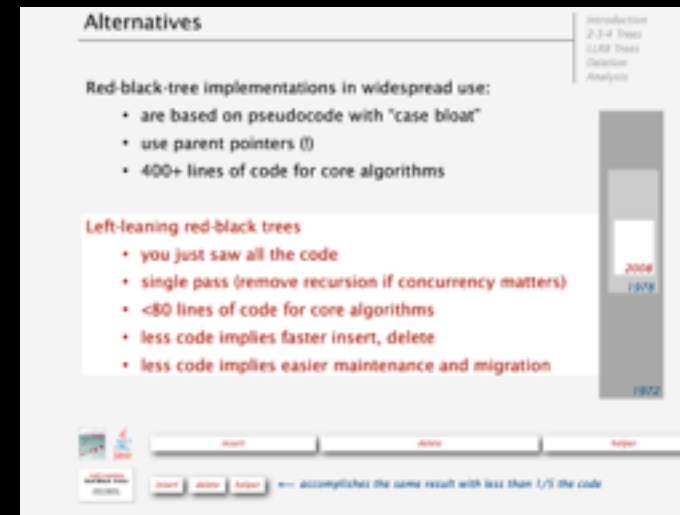 Alternatives
Introduction
2-3-4 Trees
LLRB Trees
Deletion
Analysis
Red-black-tree implementations in widespread use:
• are based on pseudocode with “case bloat”
• use parent pointers (!)
• 400+ lines of code for core algorithms
Left-leaning red-black trees
• you just saw all the code
• single pass (remove recursion if concurrency matters)
• <80 lines of code for core algorithms
• less code implies faster insert, delete
• less code implies easier maintenance and migration
2008
1978
1972
insert delete helper
insert delete helper ← accomplishes the same result with less than 1/5 the code